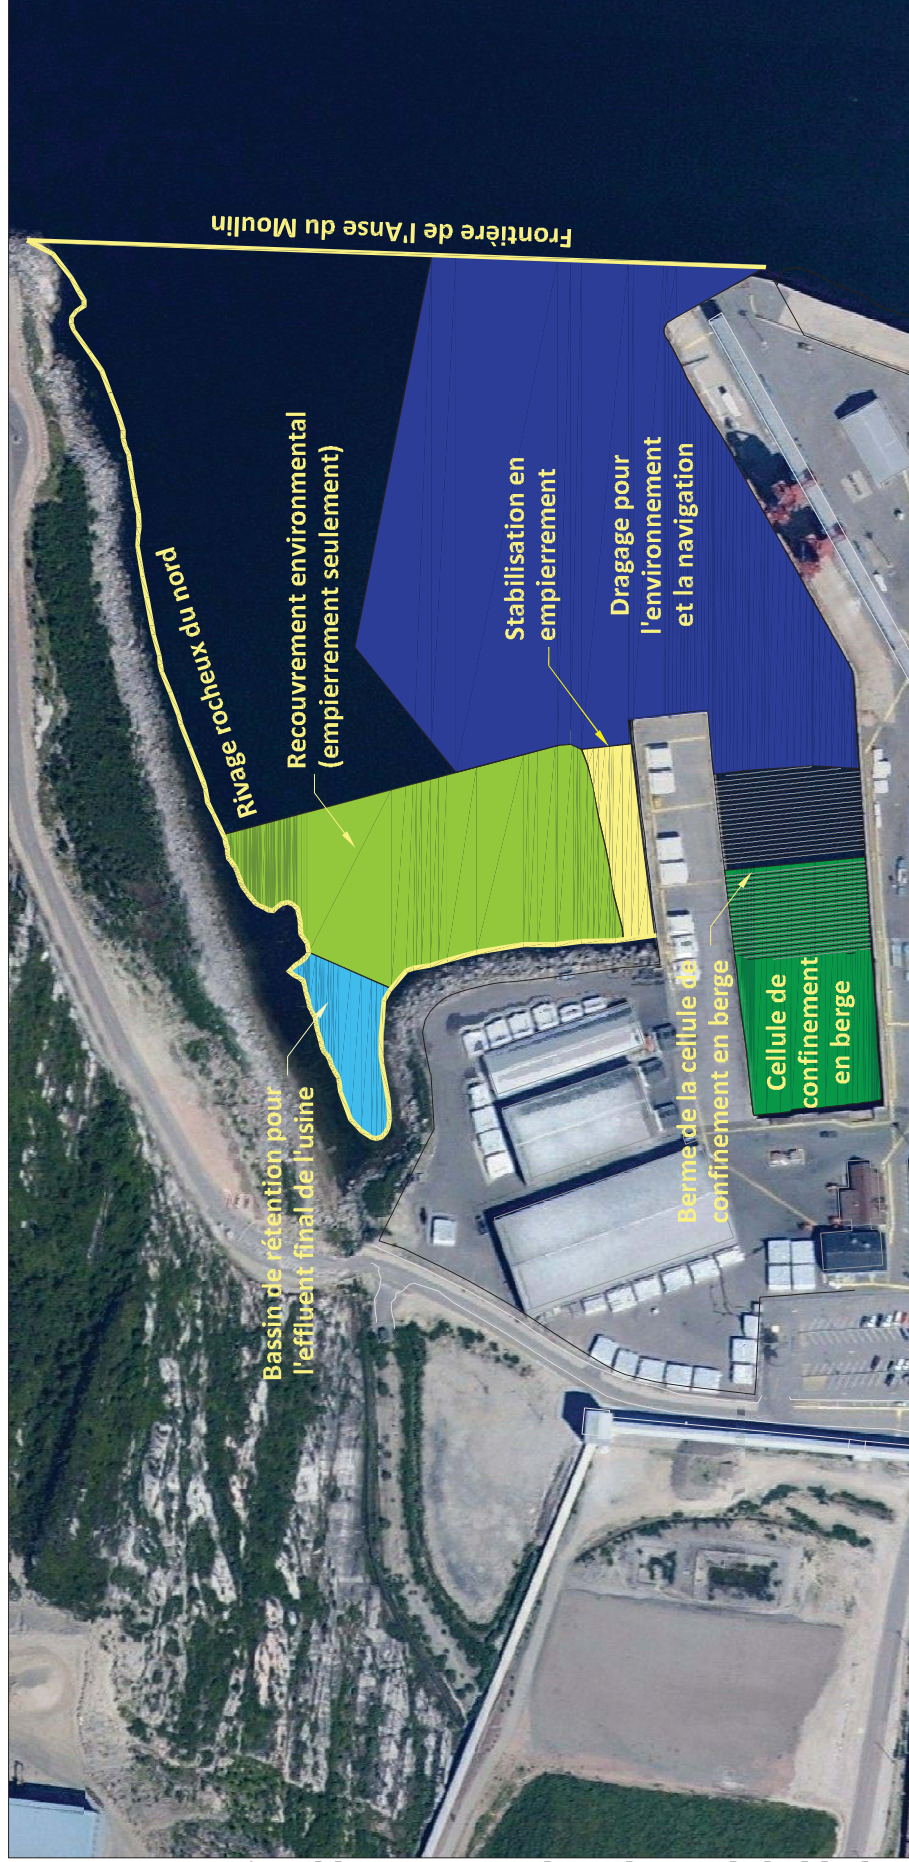 Frontière de l'Anse du Moulin
Rivage rocheux du nord
Recouvrement environmental
(empierrement seulement)
Stabilisation en
empierrement
Dragage pour
l'environnement
et la navigation
Bassin de rétention pour
l'effluent final de l'usine
Berme de la cellule de
confinement en berge
Cellule de
confinement
en berge